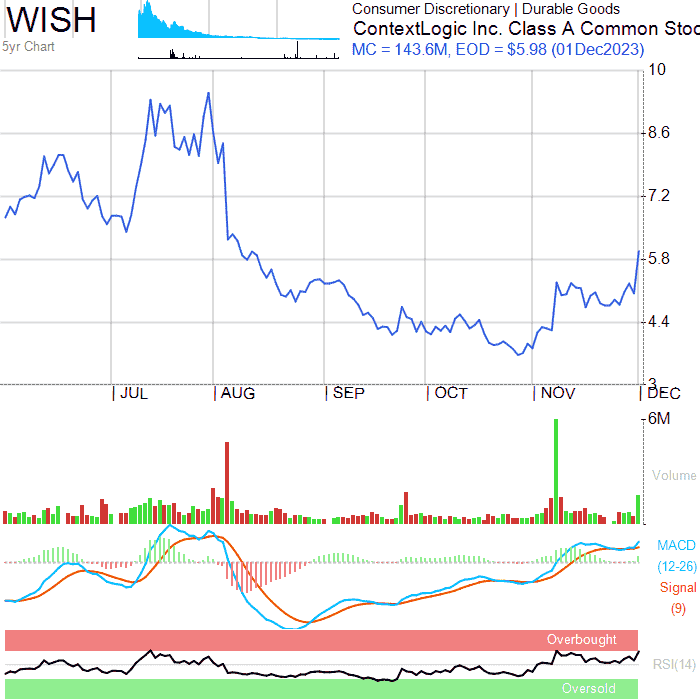 WISH
5yr Chart
Consumer Discretionary | Durable Goods
ContextLogic Inc. Class A Common Stoc
MC = 143.6M, EOD = $5.98 (01Dec2023)
10
8.6
7.2
5.8
4.4
3
JUL AUG SEP OCT NOV DEC
6M
Volume
MACD
(12-26)
Signal
(9)
Overbought
RSI(14)
Oversold